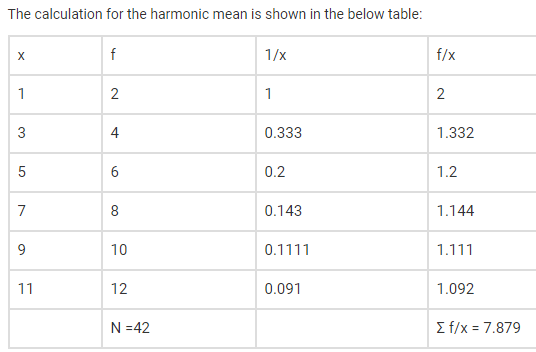 The calculation for the harmonic mean is shown in the below table:
x f 1/x f/x
1 2 1 2
3 4 0.333 1.332
5 6 0.2 1.2
7 8 0.143 1.144
9 10 0.1111 1.111
11 12 0.091 1.092
N =42 Σ f/x = 7.879